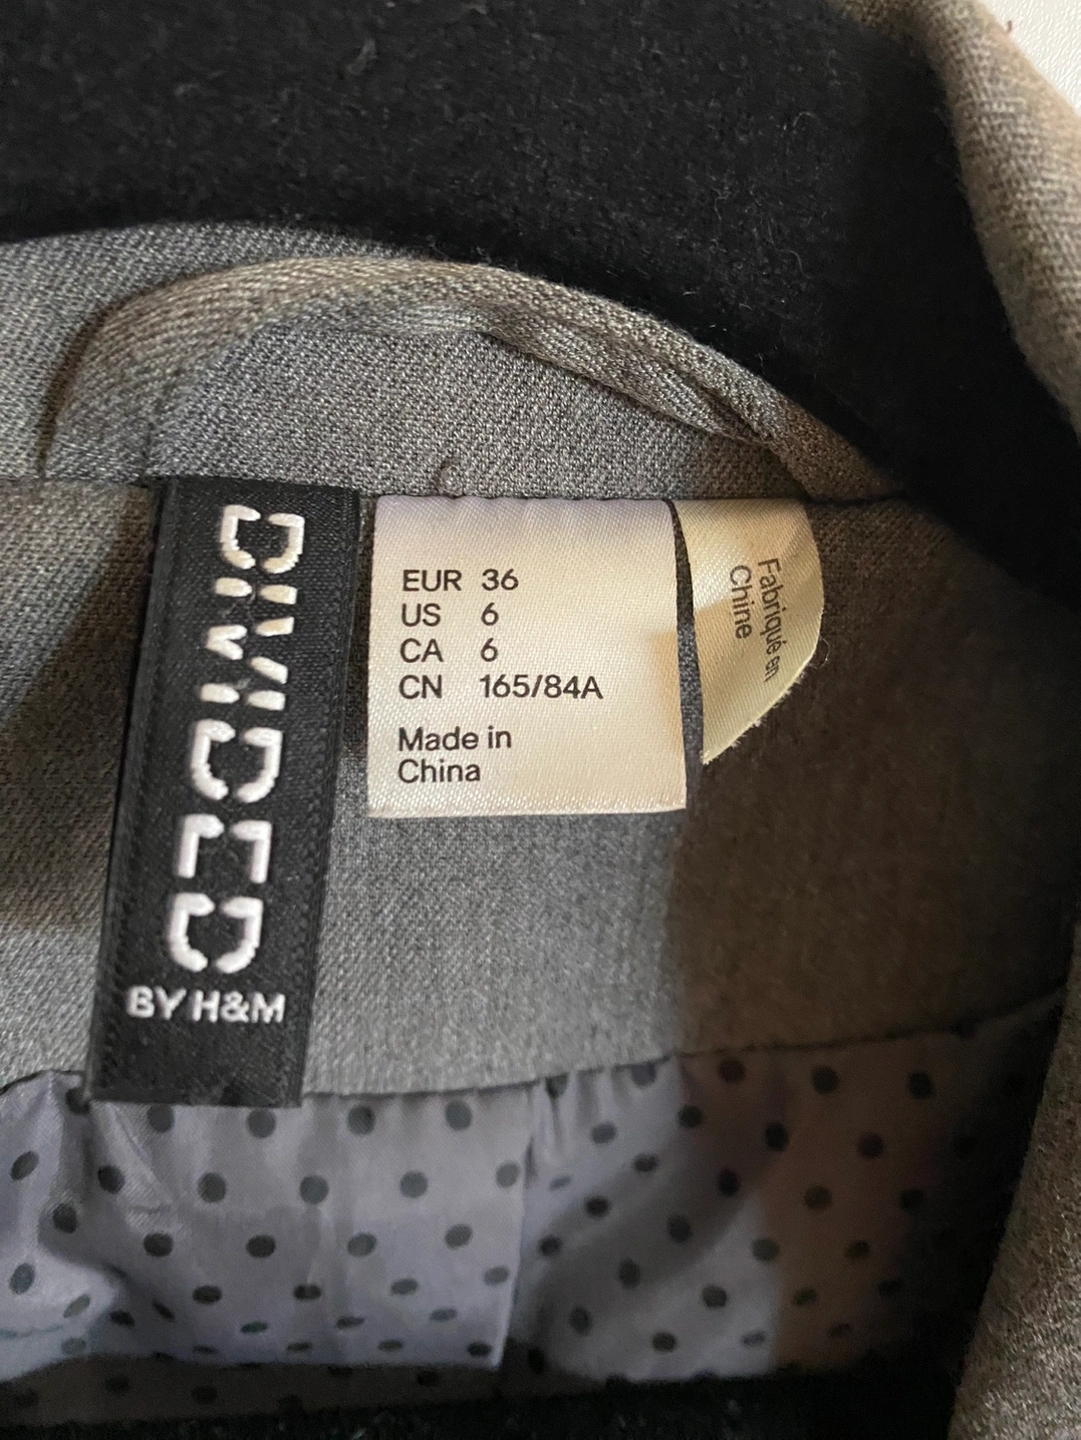 DIVIDED
BY H&M
EUR 36
US 6
CA 6
CN 165/84A
Made in
China
Fabriqué en
Chine